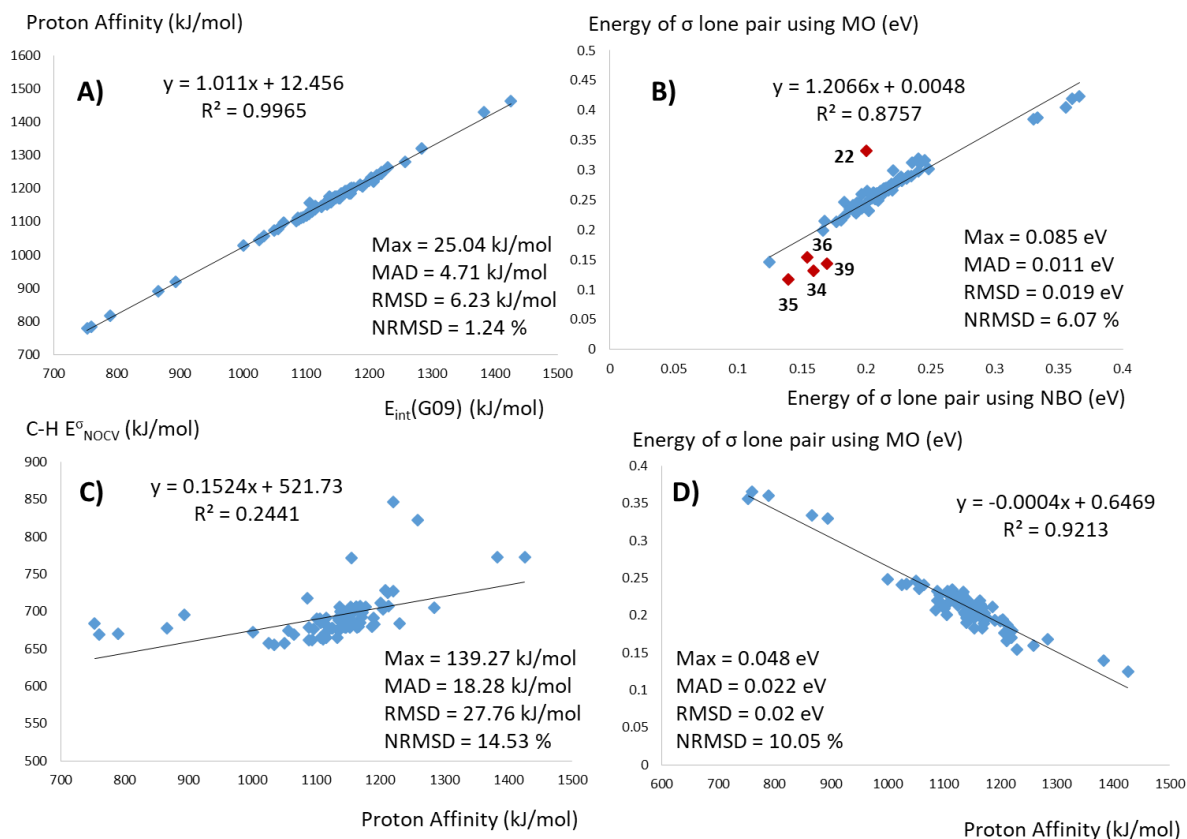 Proton Affinity (kJ/mol)
1600
1500
1400
1300
1200
1100
1000
900
800
700
A)
y = 1.011x + 12.456
R² = 0.9965
Max = 25.04 kJ/mol
MAD = 4.71 kJ/mol
RMSD = 6.23 kJ/mol
NRMSD = 1.24 %
700 800 900 1000 1100 1200 1300 1400 1500
E_int(G09) (kJ/mol)
Energy of σ lone pair using MO (eV)
0.5
0.45
0.4
0.35
0.3
0.25
0.2
0.15
0.1
0.05
0
B)
y = 1.2066x + 0.0048
R² = 0.8757
22
36
39
34
35
Max = 0.085 eV
MAD = 0.011 eV
RMSD = 0.019 eV
NRMSD = 6.07 %
0 0.05 0.1 0.15 0.2 0.25 0.3 0.35 0.4
Energy of σ lone pair using NBO (eV)
C-H E^σ_NOCV (kJ/mol)
900
850
800
750
700
650
600
550
500
C)
y = 0.1524x + 521.73
R² = 0.2441
Max = 139.27 kJ/mol
MAD = 18.28 kJ/mol
RMSD = 27.76 kJ/mol
NRMSD = 14.53 %
700 800 900 1000 1100 1200 1300 1400 1500
Proton Affinity (kJ/mol)
Energy of σ lone pair using MO (eV)
0.4
0.35
0.3
0.25
0.2
0.15
0.1
0.05
0
D)
y = -0.0004x + 0.6469
R² = 0.9213
Max = 0.048 eV
MAD = 0.022 eV
RMSD = 0.02 eV
NRMSD = 10.05 %
600 700 800 900 1000 1100 1200 1300 1400 1500
Proton Affinity (kJ/mol)